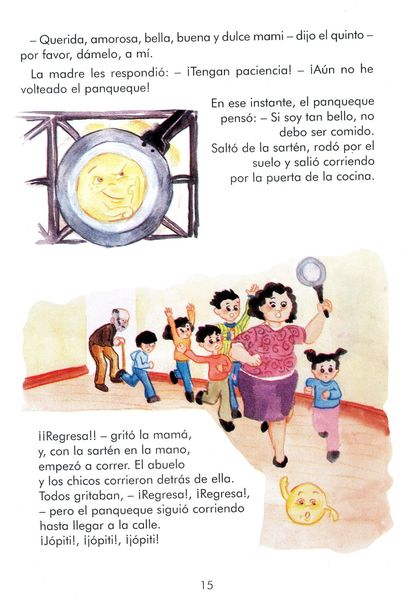 – Querida, amorosa, bella, buena y dulce mami – dijo el quinto –
por favor, dámelo, a mí.
La madre les respondió: – ¡Tengan paciencia! – ¡Aún no he
volteado el panqueque!
En ese instante, el panqueque
pensó: – Si soy tan bello, no
debo ser comido.
Saltó de la sartén, rodó por el
suelo y salió corriendo
por la puerta de la cocina.
¡¡Regresa!! – gritó la mamá,
y, con la sartén en la mano,
empezó a correr. El abuelo
y los chicos corrieron detrás de ella.
Todos gritaban, – ¡Regresa!, ¡Regresa!,
– pero el panqueque siguió corriendo
hasta llegar a la calle.
¡Jópiti!, ¡jópiti!, ¡jópiti!
15